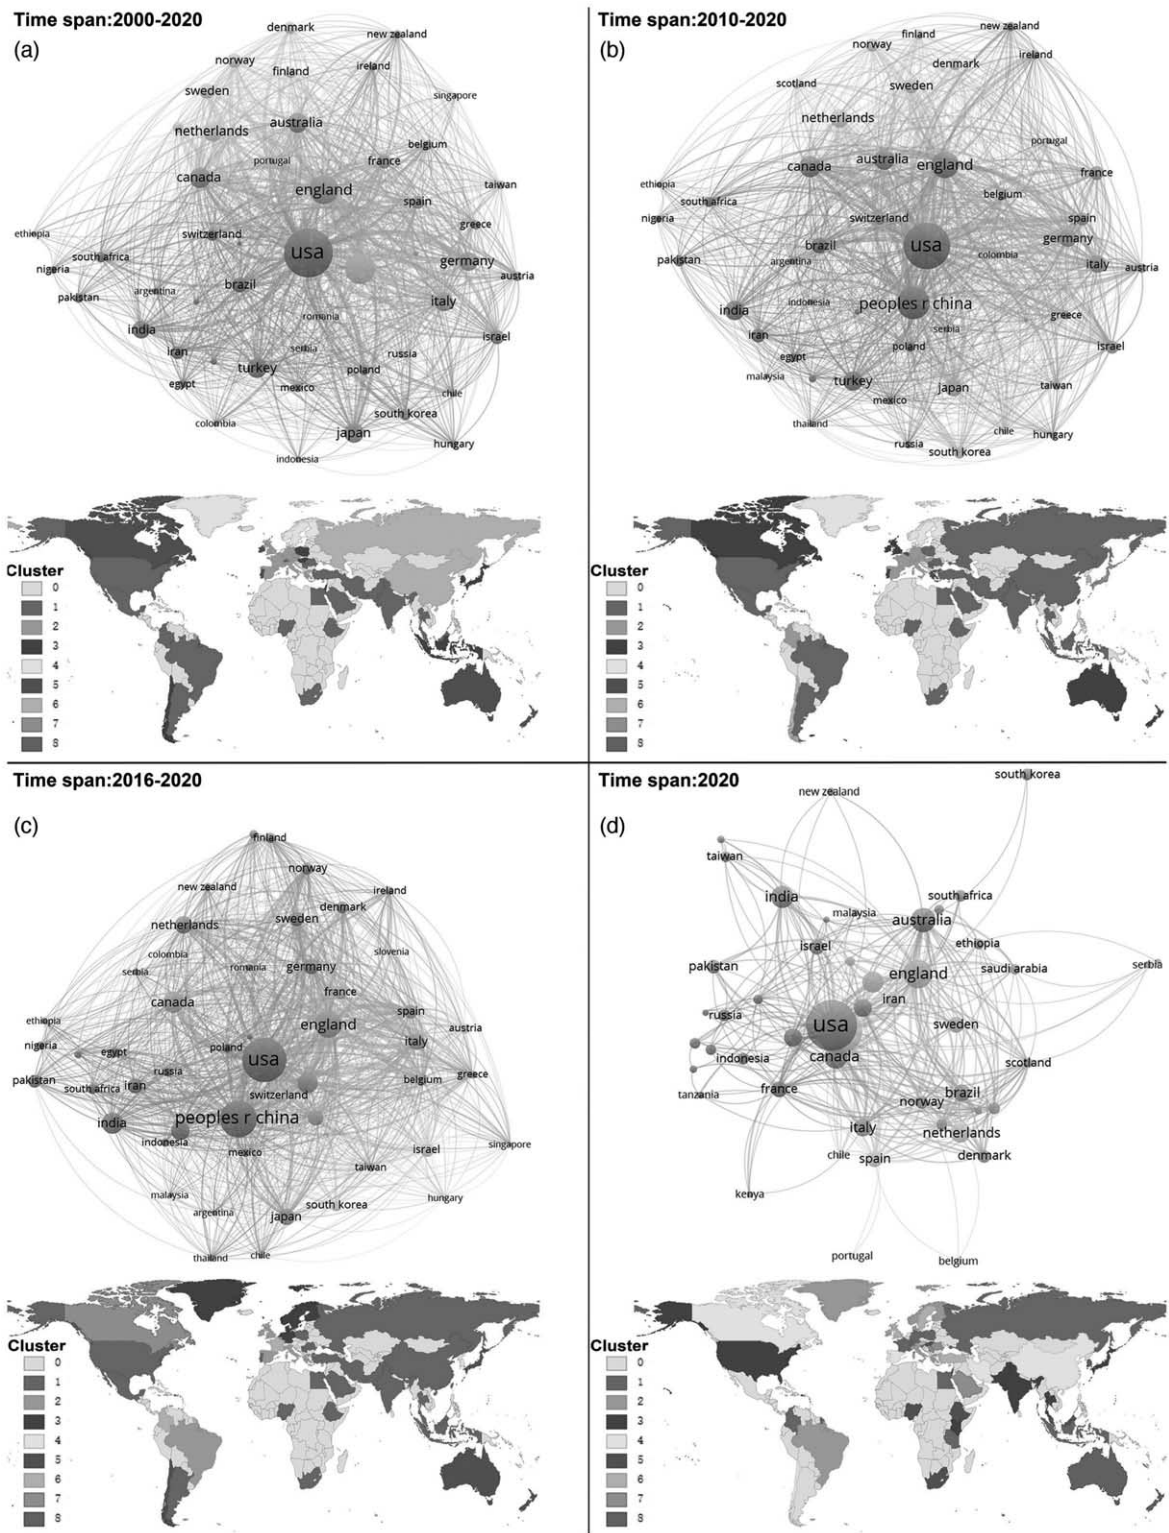 Time span:2000-2020
(a)
denmark
new zealand
norway
finland
ireland
sweden
singapore
netherlands
australia
belgium
portugal
france
canada
england
taiwan
spain
greece
ethiopia
switzerland
usa
south africa
germany
nigeria
austria
pakistan
argentina
brazil
italy
romania
india
israel
iran
serbia
russia
turkey
poland
egypt
mexico
chile
colombia
south korea
japan
hungary
indonesia
Cluster
0
1
2
3
4
5
6
7
8
Time span:2010-2020
(b)
new zealand
finland
norway
ireland
denmark
scotland
sweden
netherlands
portugal
canada
australia
england
france
ethiopia
belgium
south africa
nigeria
switzerland
spain
brazil
usa
germany
pakistan
argentina
colombia
italy
austria
indonesia
peoples r china
india
greece
iran
serbia
poland
israel
egypt
malaysia
turkey
japan
taiwan
mexico
thailand
chile
hungary
russia
south korea
Cluster
0
1
2
3
4
5
6
7
8
Time span:2016-2020
(c)
finland
norway
new zealand
ireland
denmark
netherlands
sweden
colombia
slovenia
serbia
romania
germany
france
canada
spain
ethiopia
england
austria
nigeria
italy
egypt
poland
usa
russia
pakistan
south africa
iran
belgium
greece
switzerland
india
peoples r china
indonesia
mexico
israel
singapore
taiwan
malaysia
hungary
argentina
south korea
japan
thailand
chile
Cluster
0
1
2
3
4
5
6
7
8
Time span:2020
(d)
south korea
new zealand
taiwan
india
south africa
malaysia
australia
israel
ethiopia
pakistan
england
saudi arabia
serbia
iran
russia
usa
sweden
indonesia
canada
scotland
tanzania
france
brazil
norway
italy
netherlands
chile
spain
denmark
kenya
portugal
belgium
Cluster
0
1
2
3
4
5
6
7
8